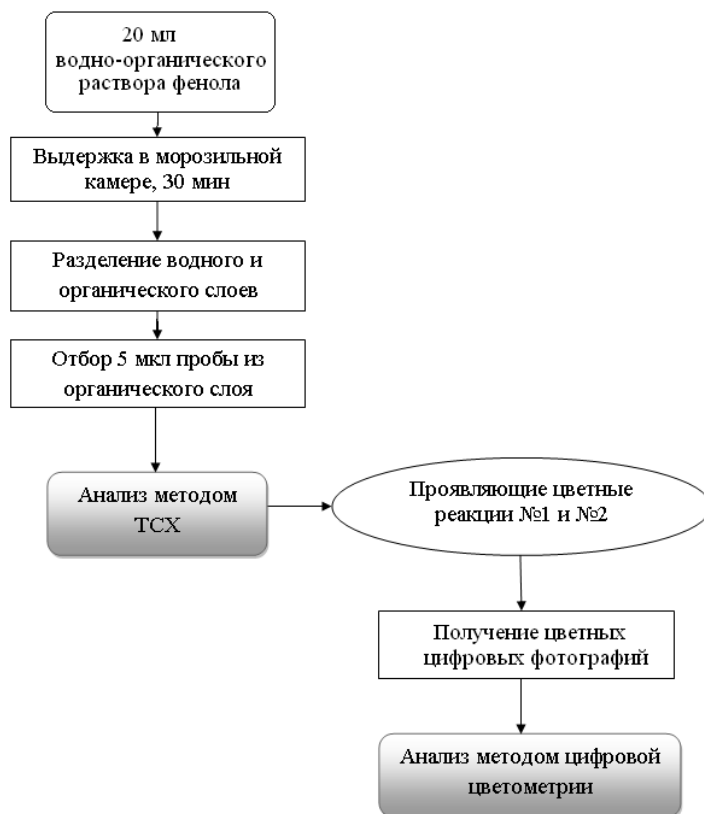 20 мл
водно-органического
раствора фенола
Выдержка в морозильной
камере, 30 мин
Разделение водного и
органического слоев
Отбор 5 мкл пробы из
органического слоя
Анализ методом
ТСХ
Проявляющие цветные
реакции №1 и №2
Получение цветных
цифровых фотографий
Анализ методом цифровой
цветометрии